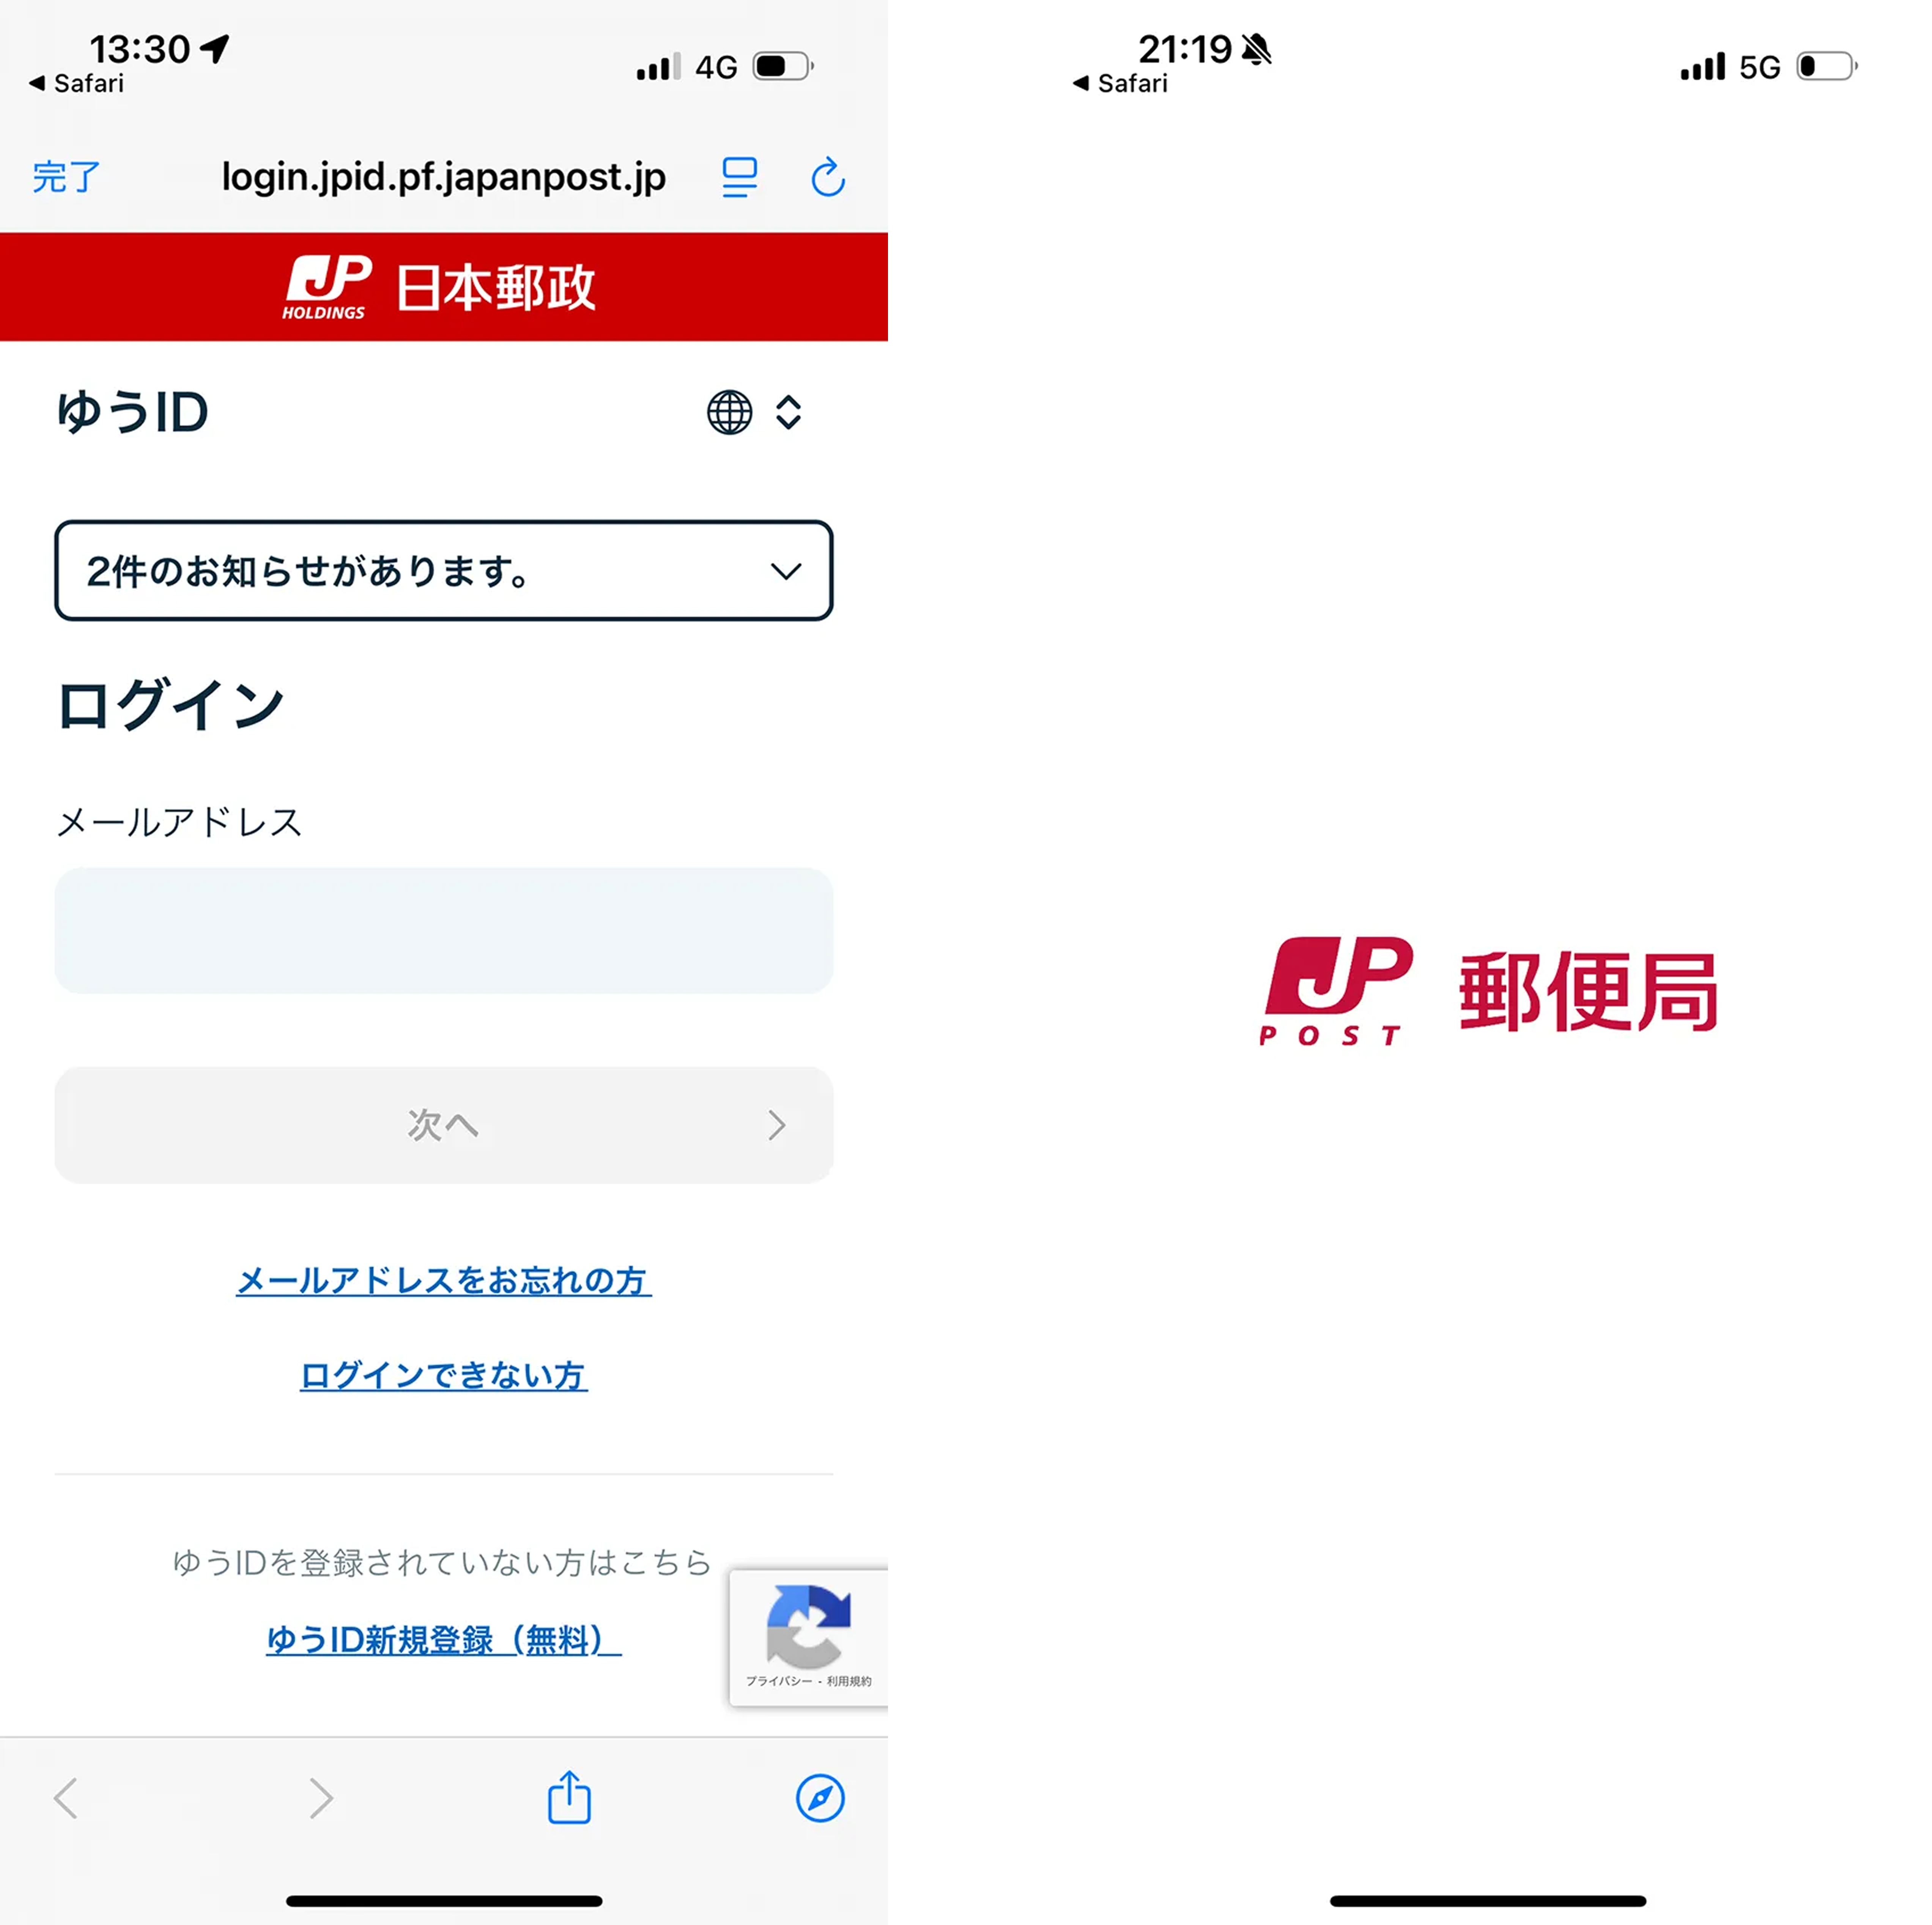 13:30
4G
◀ Safari
完了
login.jpid.pf.japanpost.jp
JP
HOLDINGS
日本郵政
ゆうID
2件のお知らせがあります。
ログイン
メールアドレス
次へ
メールアドレスをお忘れの方
ログインできない方
ゆうIDを登録されていない方はこちら
ゆうID新規登録（無料）
プライバシー - 利用規約
21:19
5G
◀ Safari
JP
POST
郵便局